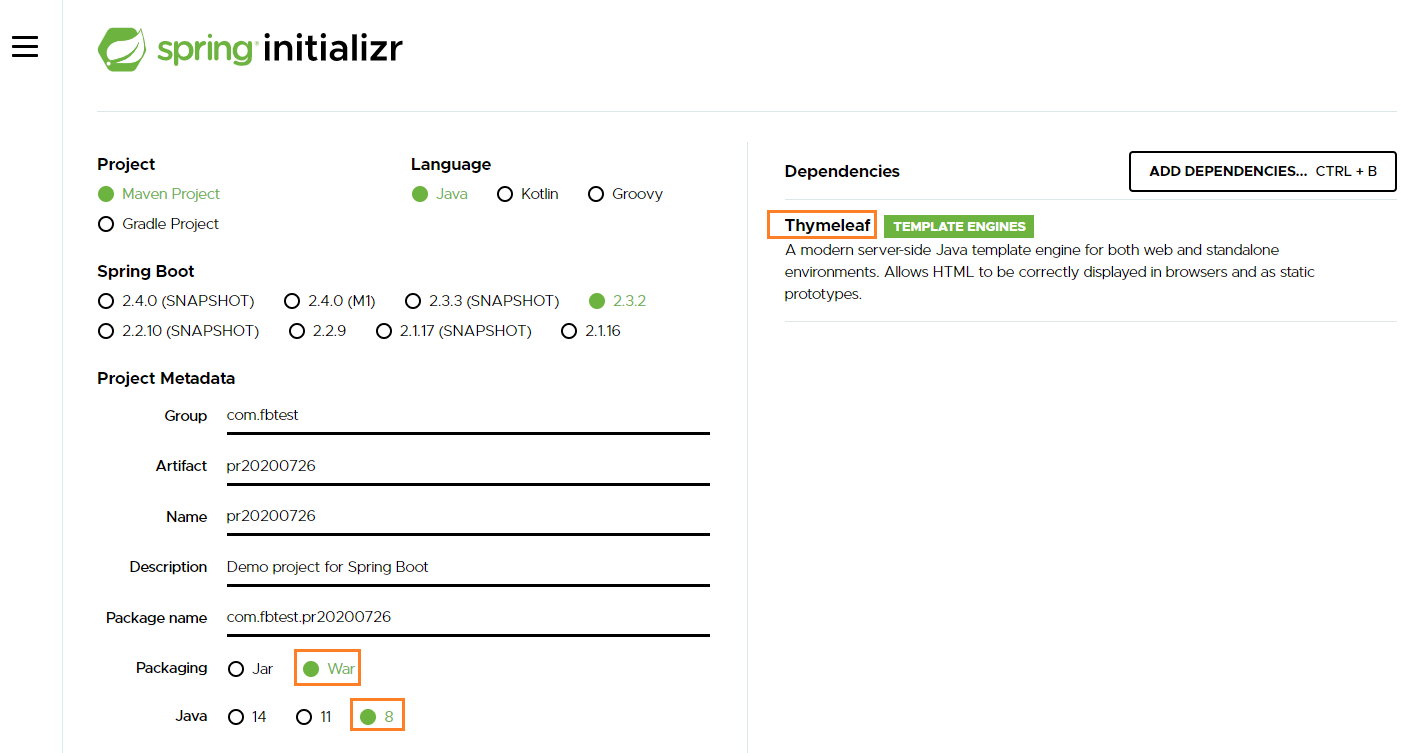 spring initializr
Project
Maven Project
Gradle Project
Language
Java Kotlin Groovy
Spring Boot
2.4.0 (SNAPSHOT) 2.4.0 (M1) 2.3.3 (SNAPSHOT) 2.3.2
2.2.10 (SNAPSHOT) 2.2.9 2.1.17 (SNAPSHOT) 2.1.16
Project Metadata
Group com.fbtest
Artifact pr20200726
Name pr20200726
Description Demo project for Spring Boot
Package name com.fbtest.pr20200726
Packaging Jar War
Java 14 11 8
Dependencies
ADD DEPENDENCIES... CTRL + B
Thymeleaf TEMPLATE ENGINES
A modern server-side Java template engine for both web and standalone
environments. Allows HTML to be correctly displayed in browsers and as static
prototypes.